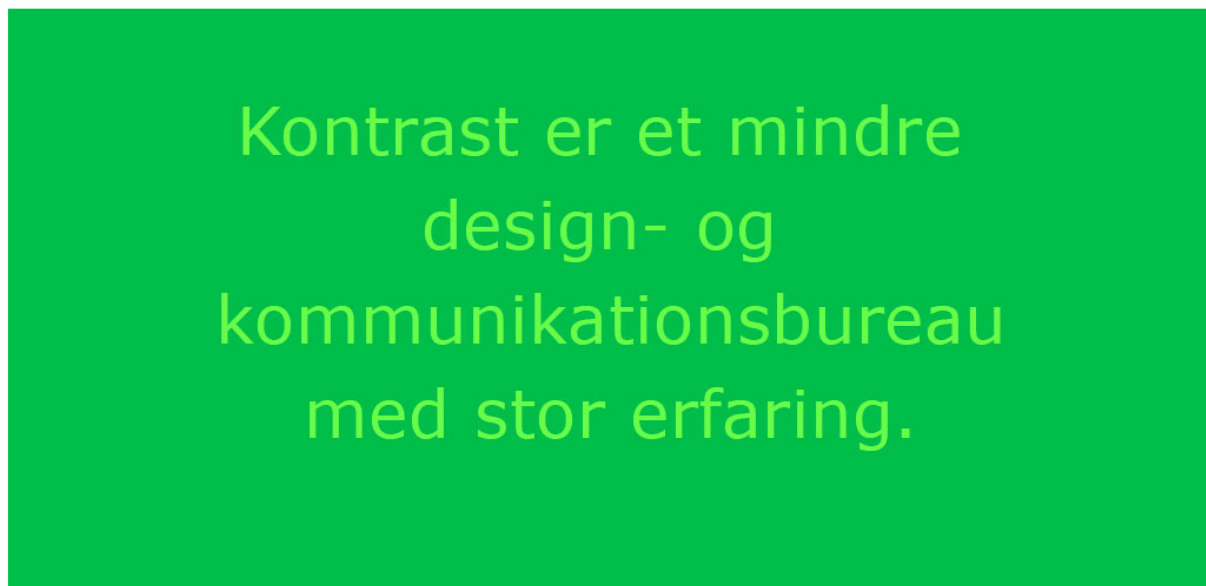 Kontrast er et mindre
design- og
kommunikationsbureau
med stor erfaring.